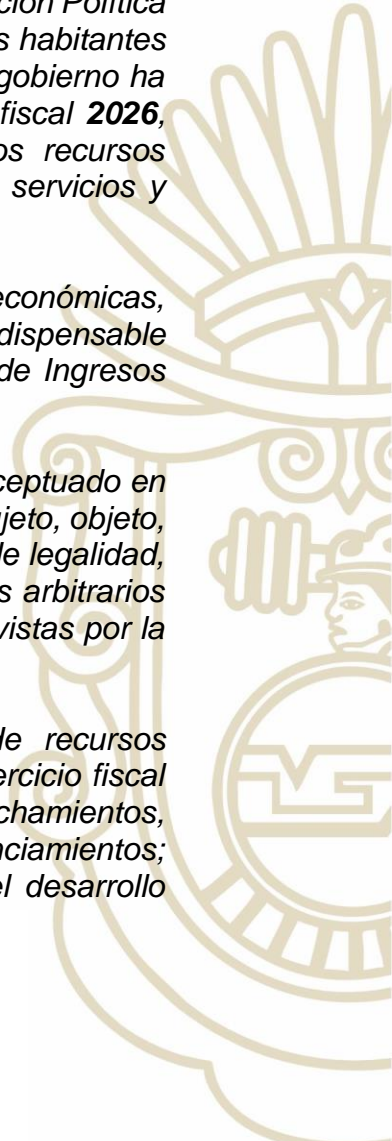 ción Política
s habitantes
gobierno ha
fiscal 2026,
os recursos
servicios y
económicas,
dispensable
de Ingresos
ceptuado en
jeto, objeto,
le legalidad,
s arbitrarios
vistas por la
de recursos
ercicio fiscal
chamientos,
nciamientos;
el desarrollo